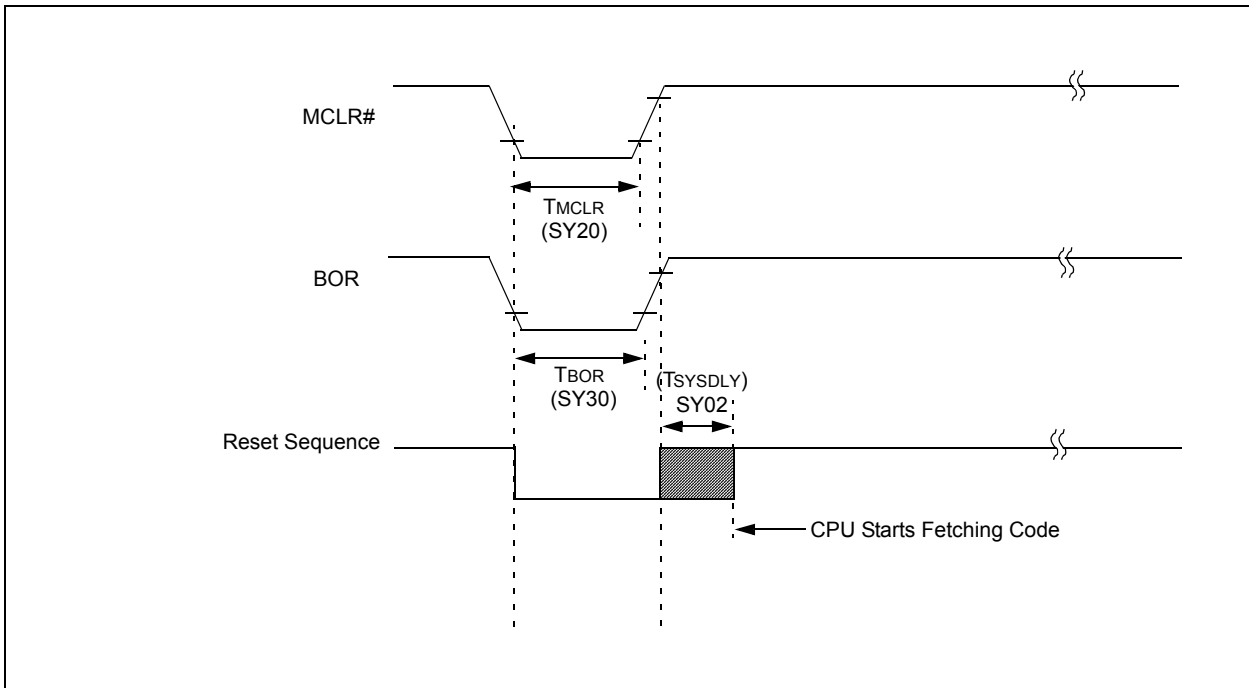 MCLR#
TMCLR
(SY20)
BOR
TBOR
(SY30)
(TSYSDLY)
SY02
Reset Sequence
CPU Starts Fetching Code